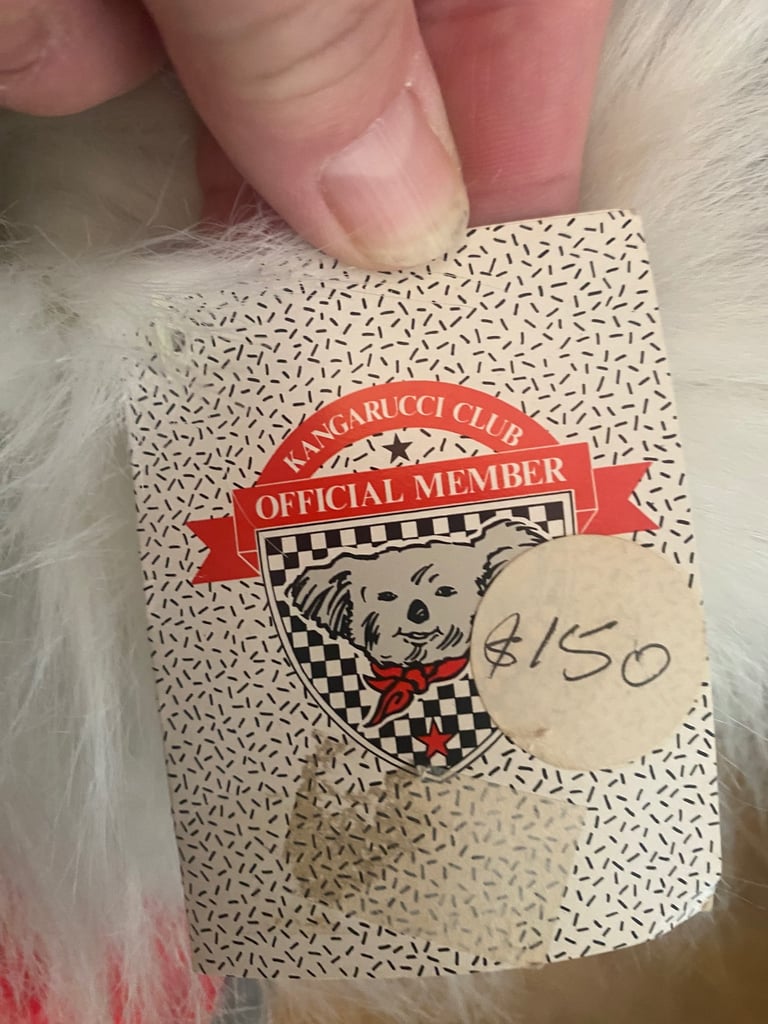 KANGARUCCI CLUB
OFFICIAL MEMBER
$150